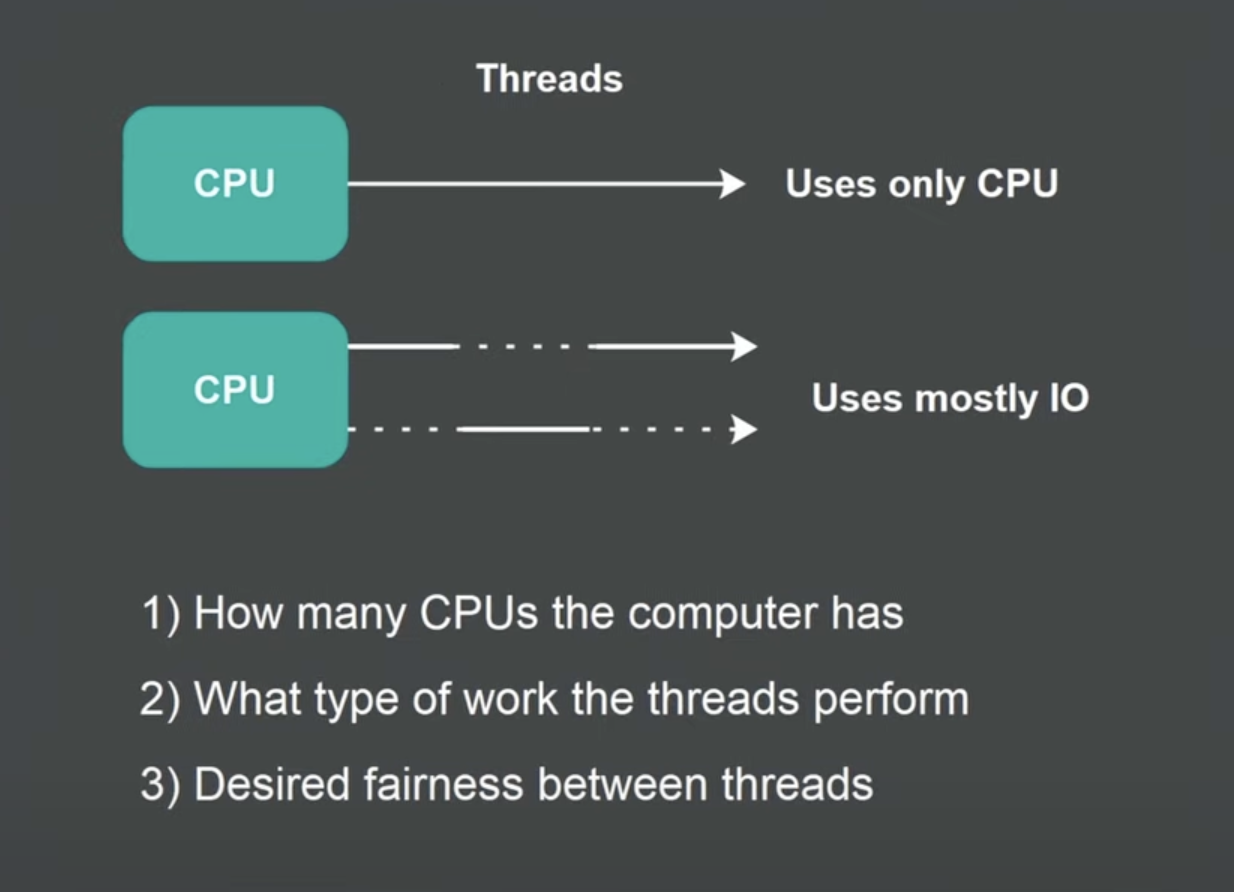 Threads
CPU
Uses only CPU
CPU
Uses mostly IO
1) How many CPUs the computer has
2) What type of work the threads perform
3) Desired fairness between threads